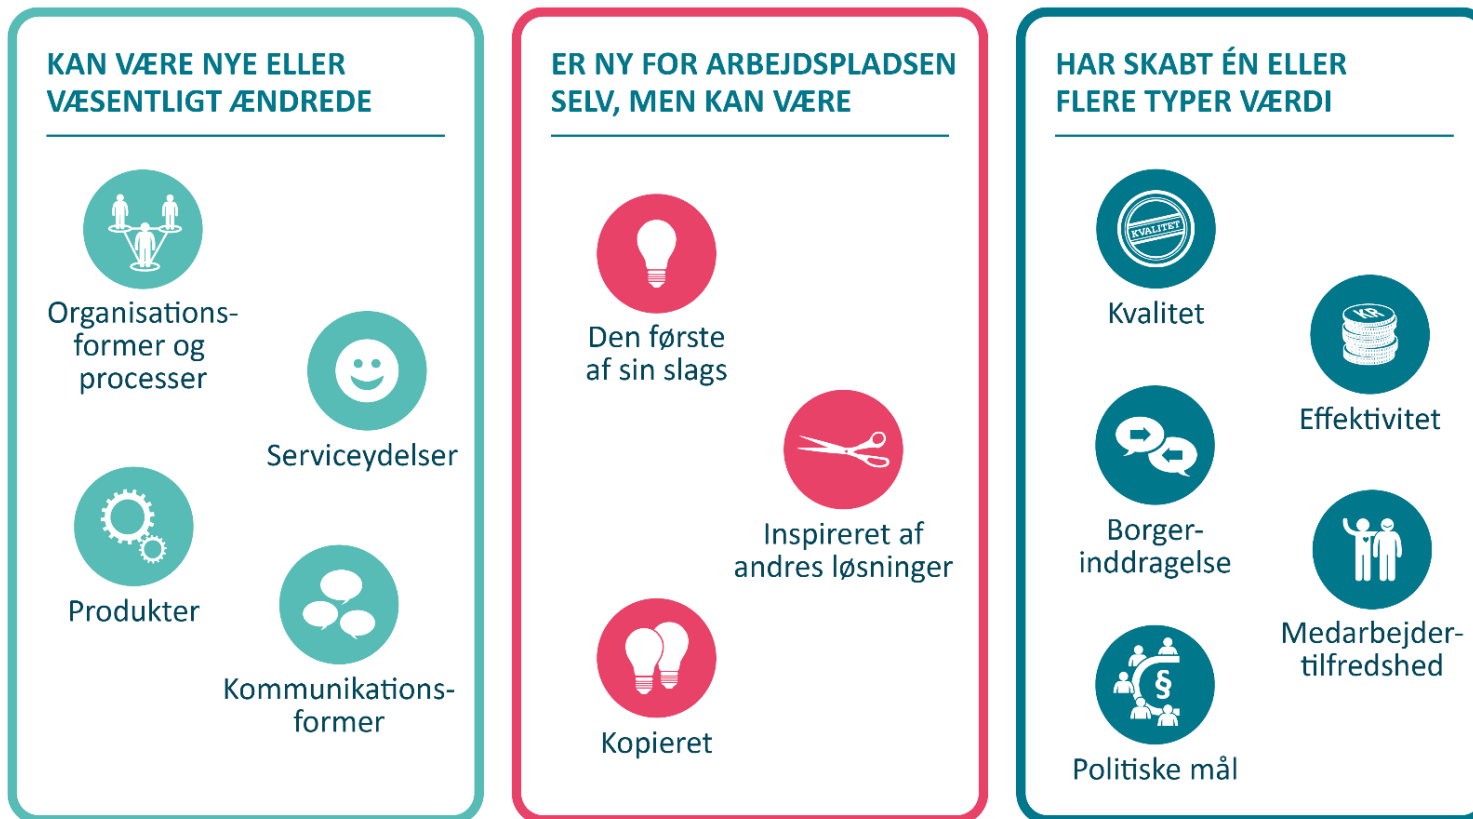 KAN VÆRE NYE ELLER
VÆSENTLIGT ÆNDREDE
Organisations-
former og
processer
Serviceydelser
Produkter
Kommunikations-
former
ER NY FOR ARBEJDSPLADSEN
SELV, MEN KAN VÆRE
Den første
af sin slags
Inspireret af
andres løsninger
Kopieret
HAR SKABT ÉN ELLER
FLERE TYPER VÆRDI
KVALITET
Kvalitet
KR
Effektivitet
Borger-
inddragelse
Medarbejder-
tilfredshed
§
Politiske mål